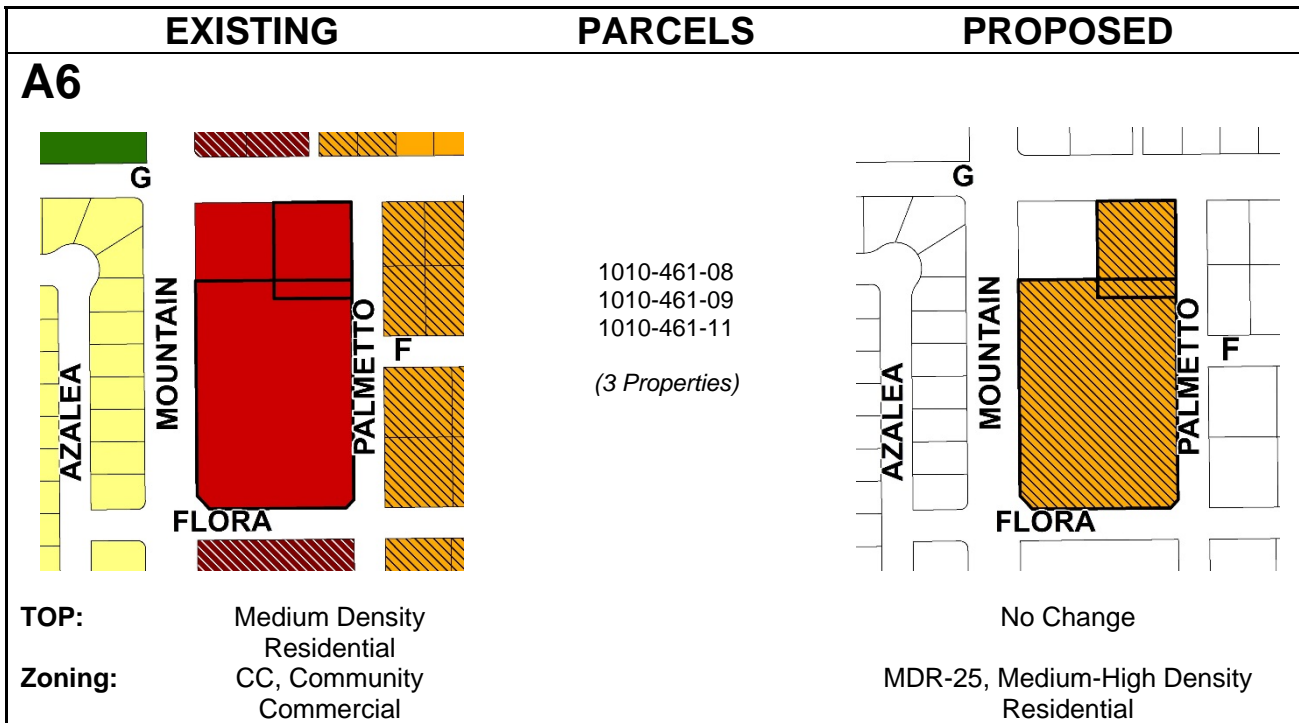 EXISTING PARCELS PROPOSED
A6
G
MOUNTAIN
AZALEA
PALMETTO
F
FLORA
1010-461-08
1010-461-09
1010-461-11
(3 Properties)
G
MOUNTAIN
AZALEA
PALMETTO
F
FLORA
TOP: Medium Density No Change
Residential
Zoning: CC, Community MDR-25, Medium-High Density
Commercial Residential